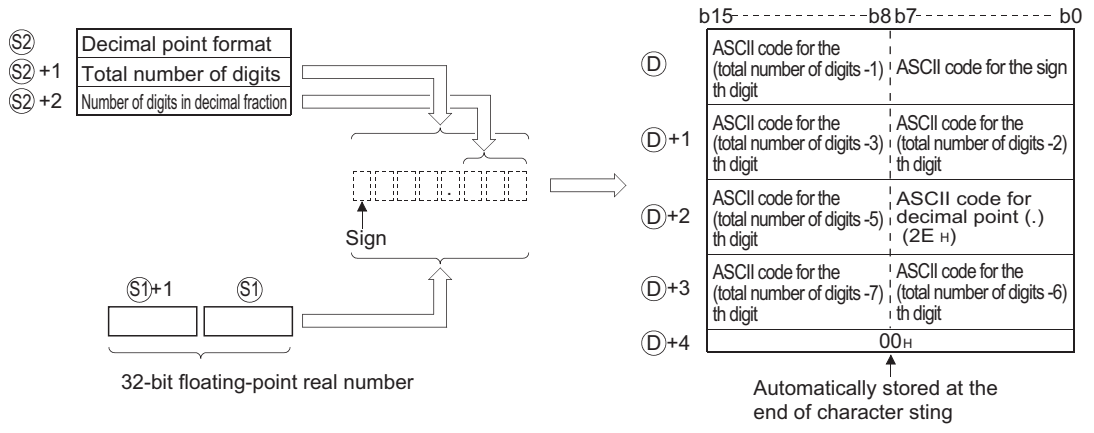 S2 Decimal point format
S2 +1 Total number of digits
S2 +2 Number of digits in decimal fraction
.
Sign
S1+1 S1
32-bit floating-point real number
b15 b8 b7 b0
D
ASCII code for the
(total number of digits -1)
th digit
ASCII code for the sign
D+1
ASCII code for the
(total number of digits -3)
th digit
ASCII code for the
(total number of digits -2)
th digit
D+2
ASCII code for the
(total number of digits -5)
th digit
ASCII code for
decimal point (.)
(2E H)
D+3
ASCII code for the
(total number of digits -7)
th digit
ASCII code for the
(total number of digits -6)
th digit
D+4
00H
Automatically stored at the
end of character sting